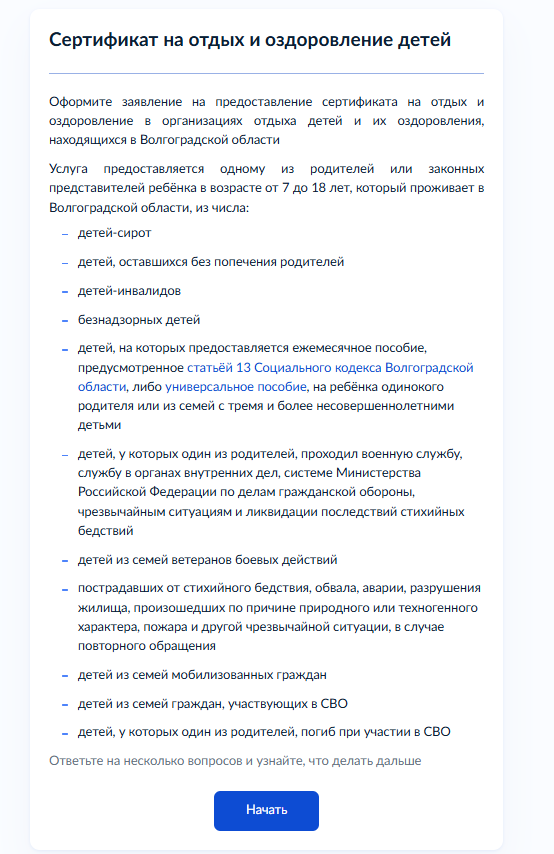 Сертификат на отдых и оздоровление детей
Оформите заявление на предоставление сертификата на отдых и
оздоровление в организациях отдыха детей и их оздоровления,
находящихся в Волгоградской области
Услуга предоставляется одному из родителей или законных
представителей ребёнка в возрасте от 7 до 18 лет, который проживает в
Волгоградской области, из числа:
– детей-сирот
– детей, оставшихся без попечения родителей
– детей-инвалидов
– безнадзорных детей
– детей, на которых предоставляется ежемесячное пособие,
предусмотренное статьёй 13 Социального кодекса Волгоградской
области, либо универсальное пособие, на ребёнка одинокого
родителя или из семей с тремя и более несовершеннолетними
детьми
– детей, у которых один из родителей, проходил военную службу,
службу в органах внутренних дел, системе Министерства
Российской Федерации по делам гражданской обороны,
чрезвычайным ситуациям и ликвидации последствий стихийных
бедствий
– детей из семей ветеранов боевых действий
– пострадавших от стихийного бедствия, обвала, аварии, разрушения
жилища, произошедших по причине природного или техногенного
характера, пожара и другой чрезвычайной ситуации, в случае
повторного обращения
– детей из семей мобилизованных граждан
– детей из семей граждан, участвующих в СВО
– детей, у которых один из родителей, погиб при участии в СВО
Ответьте на несколько вопросов и узнайте, что делать дальше
Начать